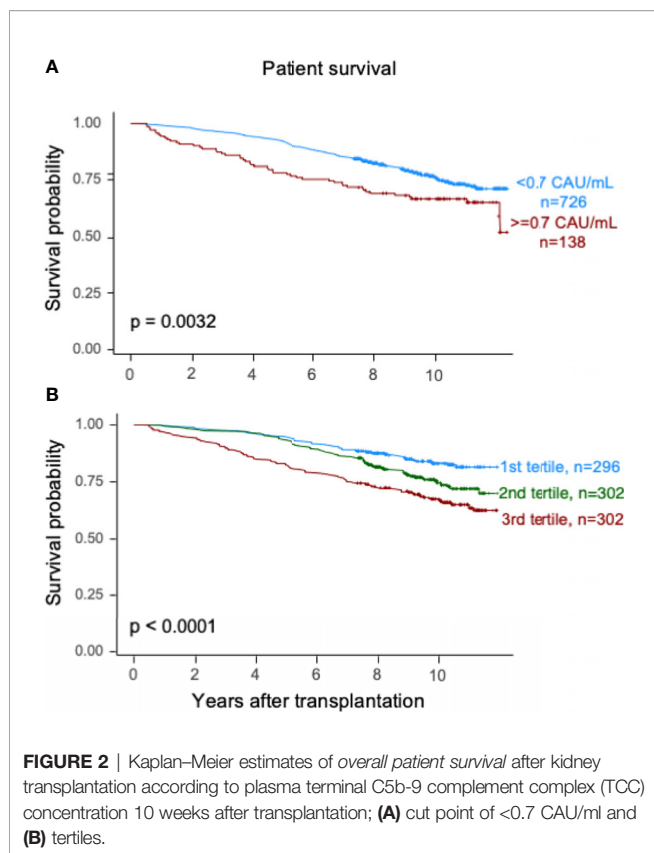 A
Patient survival
Survival probability
1.00
0.75
0.50
0.25
0.00
<0.7 CAU/mL
n=726
>=0.7 CAU/mL
n=138
p = 0.0032
0 2 4 6 8 10
B
Survival probability
1.00
0.75
0.50
0.25
0.00
1st tertile, n=296
2nd tertile, n=302
3rd tertile, n=302
p < 0.0001
0 2 4 6 8 10
Years after transplantation
FIGURE 2 | Kaplan–Meier estimates of overall patient survival after kidney
transplantation according to plasma terminal C5b-9 complement complex (TCC)
concentration 10 weeks after transplantation; (A) cut point of <0.7 CAU/ml and
(B) tertiles.